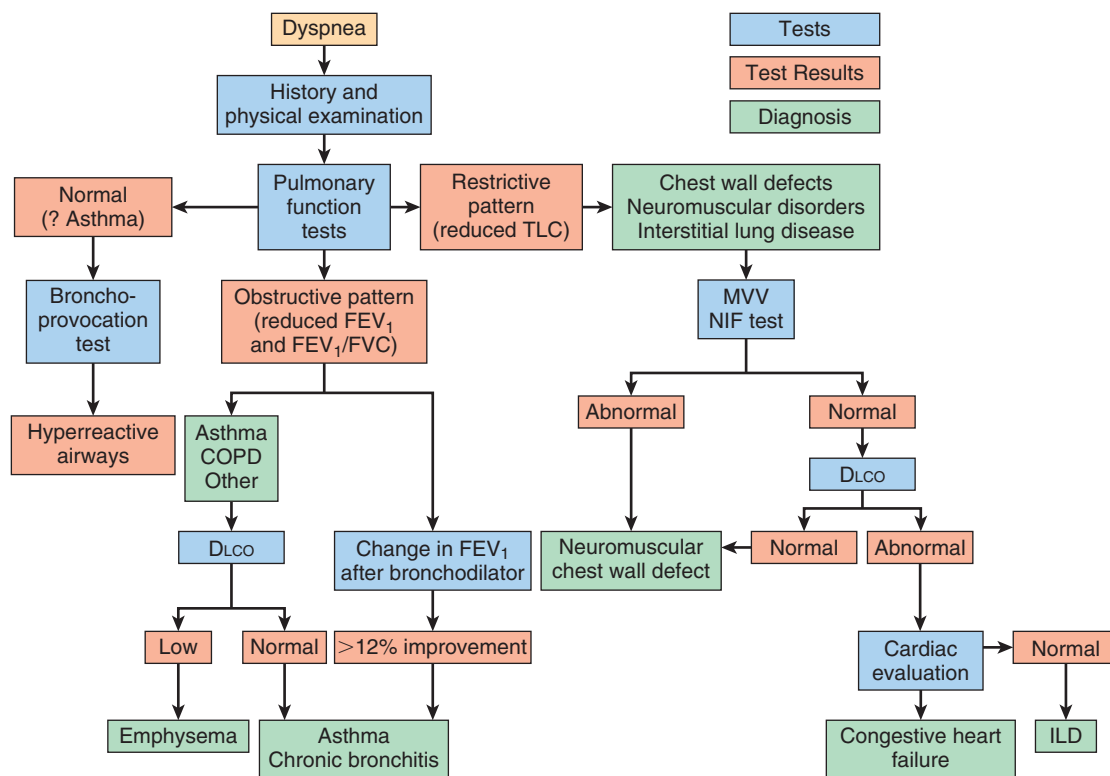 Dyspnea
Tests
Test Results
Diagnosis
History and
physical examination
Normal
(? Asthma)
Pulmonary
function
tests
Restrictive
pattern
(reduced TLC)
Chest wall defects
Neuromuscular disorders
Interstitial lung disease
Broncho-
provocation
test
Obstructive pattern
(reduced FEV₁
and FEV₁/FVC)
MVV
NIF test
Hyperreactive
airways
Asthma
COPD
Other
Abnormal
Normal
DLCO
DLCO
Change in FEV₁
after bronchodilator
Neuromuscular
chest wall defect
Normal
Abnormal
Low
Normal
>12% improvement
Cardiac
evaluation
Normal
Emphysema
Asthma
Chronic bronchitis
Congestive heart
failure
ILD